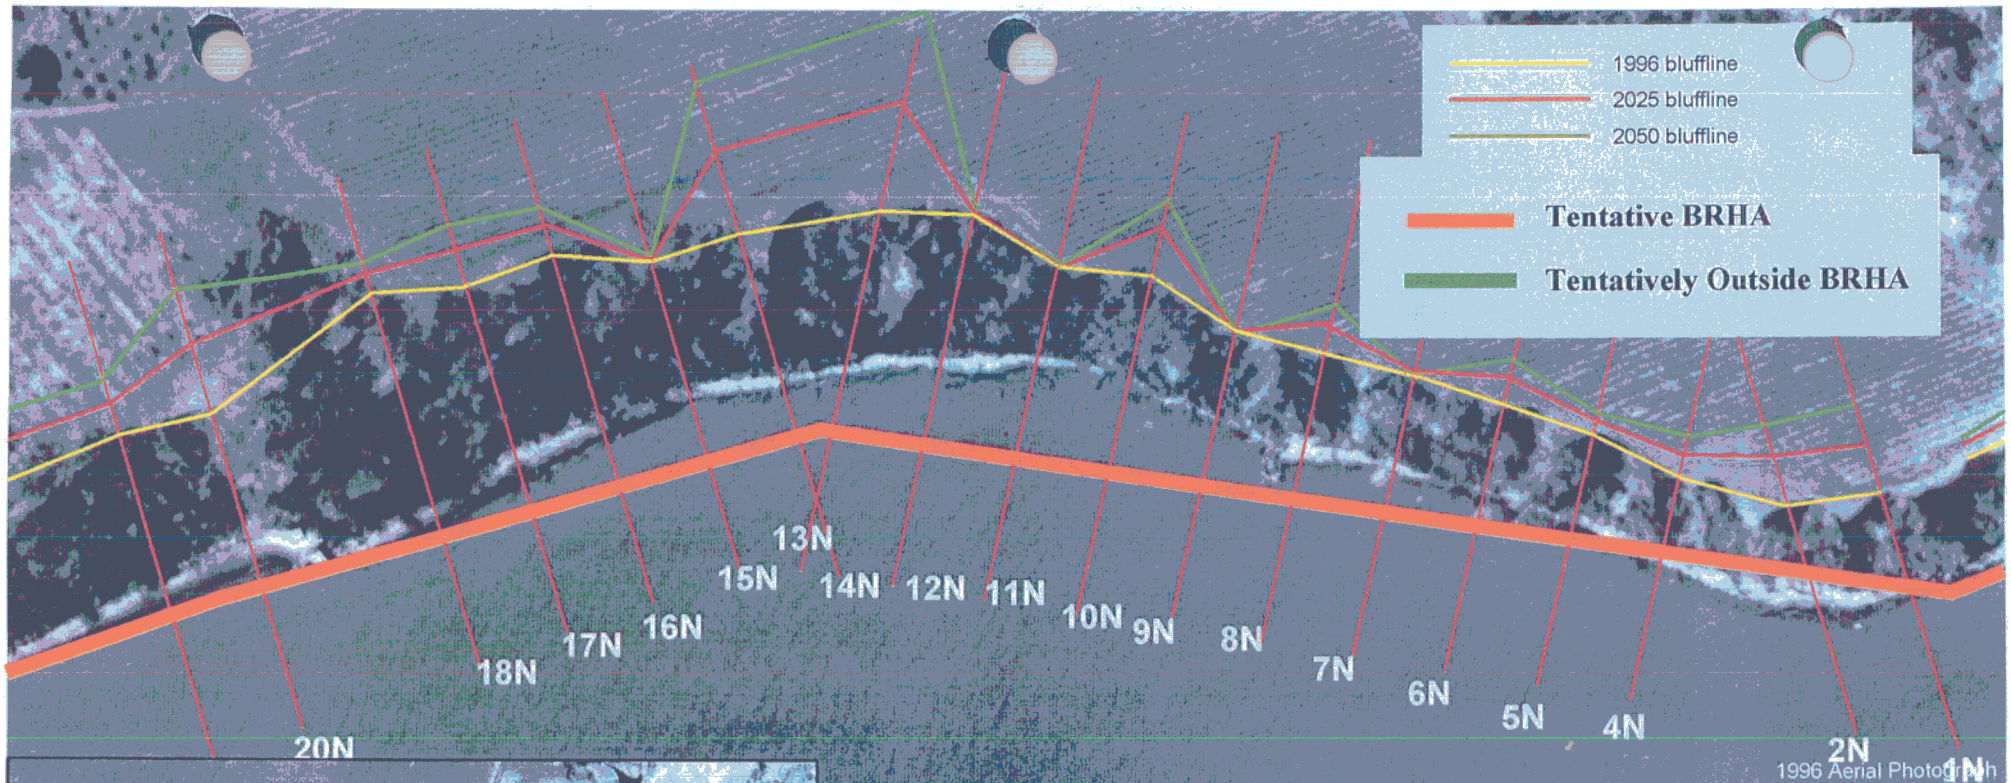 1996 bluffline
2025 bluffline
2050 bluffline
Tentative BRHA
Tentatively Outside BRHA
13N
15N
14N
12N
11N
10N
9N
16N
17N
8N
18N
7N
6N
5N
4N
20N
2N
1N
1996 Aerial Photograph